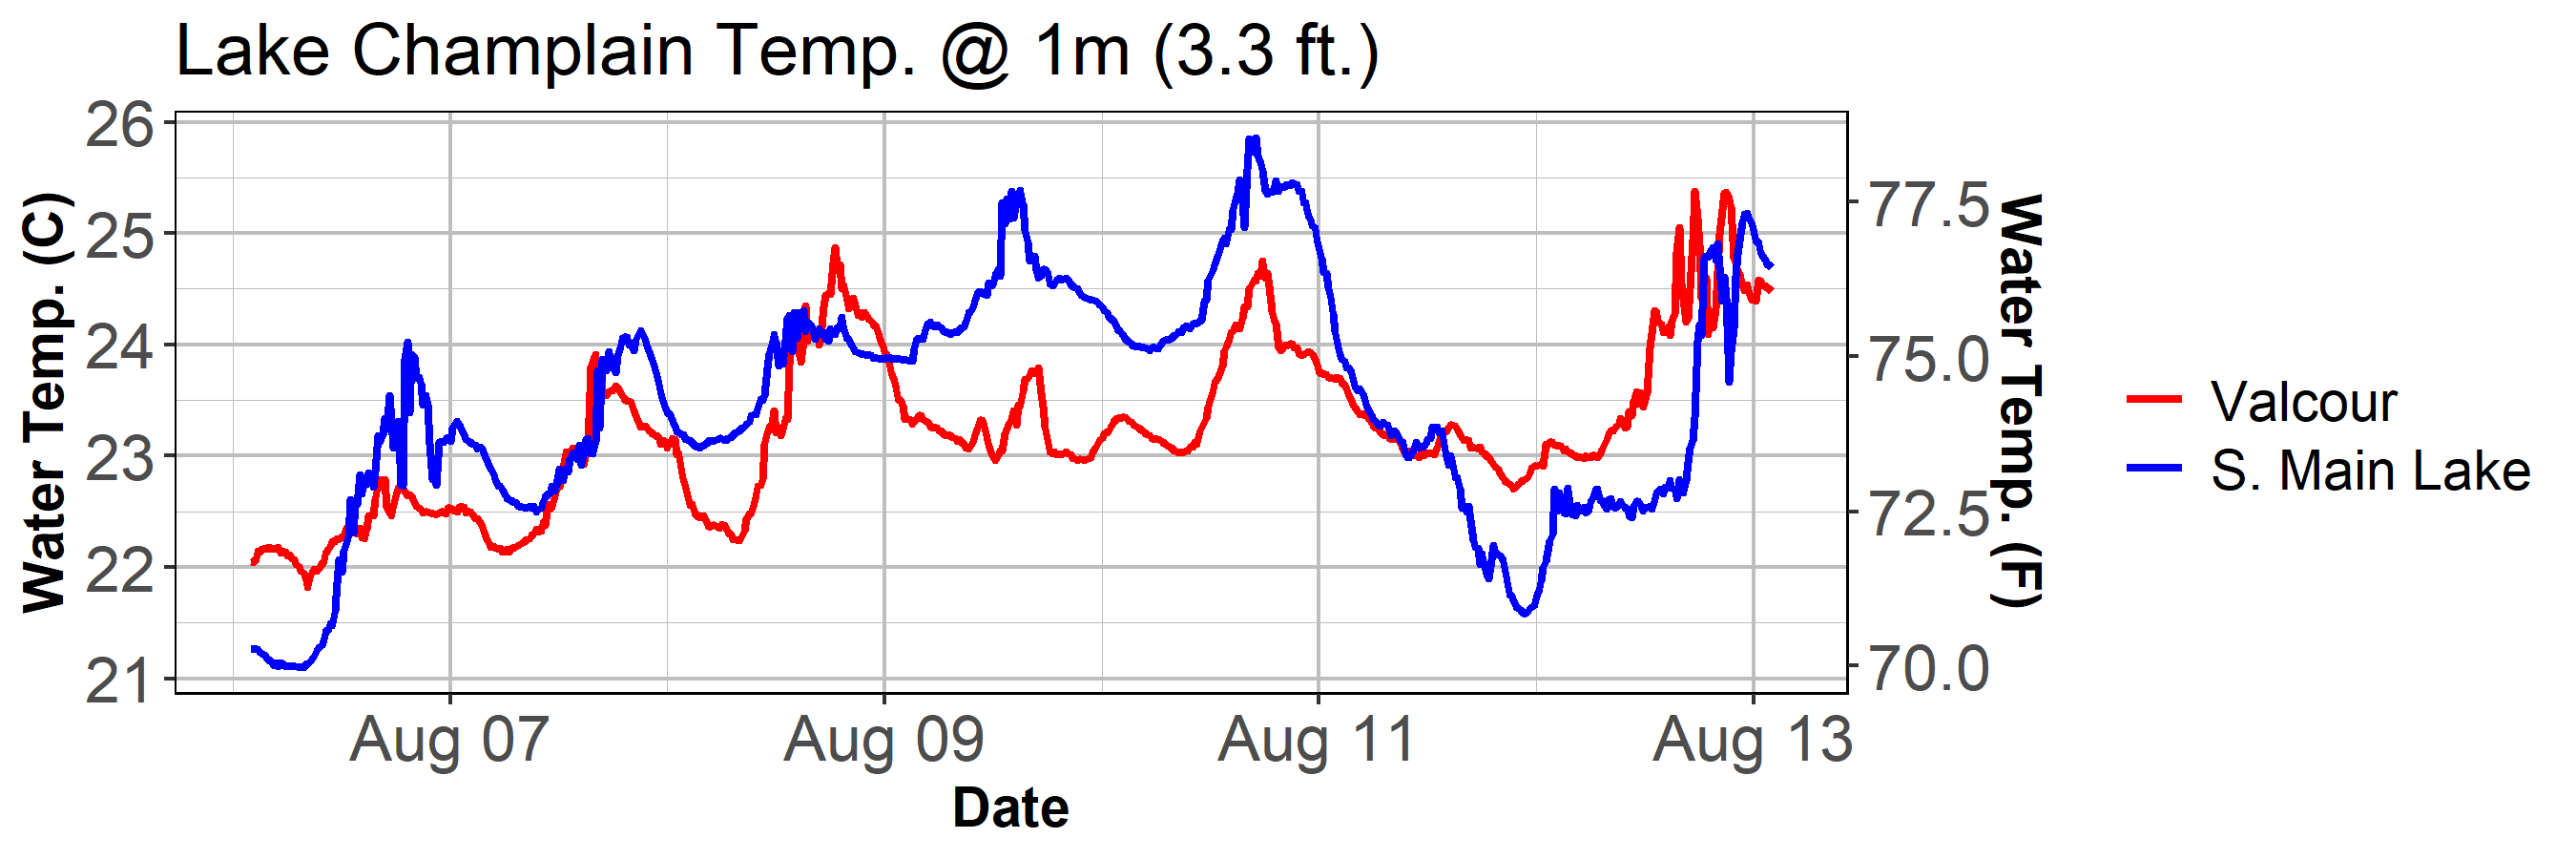 Lake Champlain Temp. @ 1m (3.3 ft.)
Water Temp. (C)
26
25
24
23
22
21
77.5
75.0
72.5
70.0
Water Temp. (F)
Aug 07 Aug 09 Aug 11 Aug 13
Date
Valcour
S. Main Lake